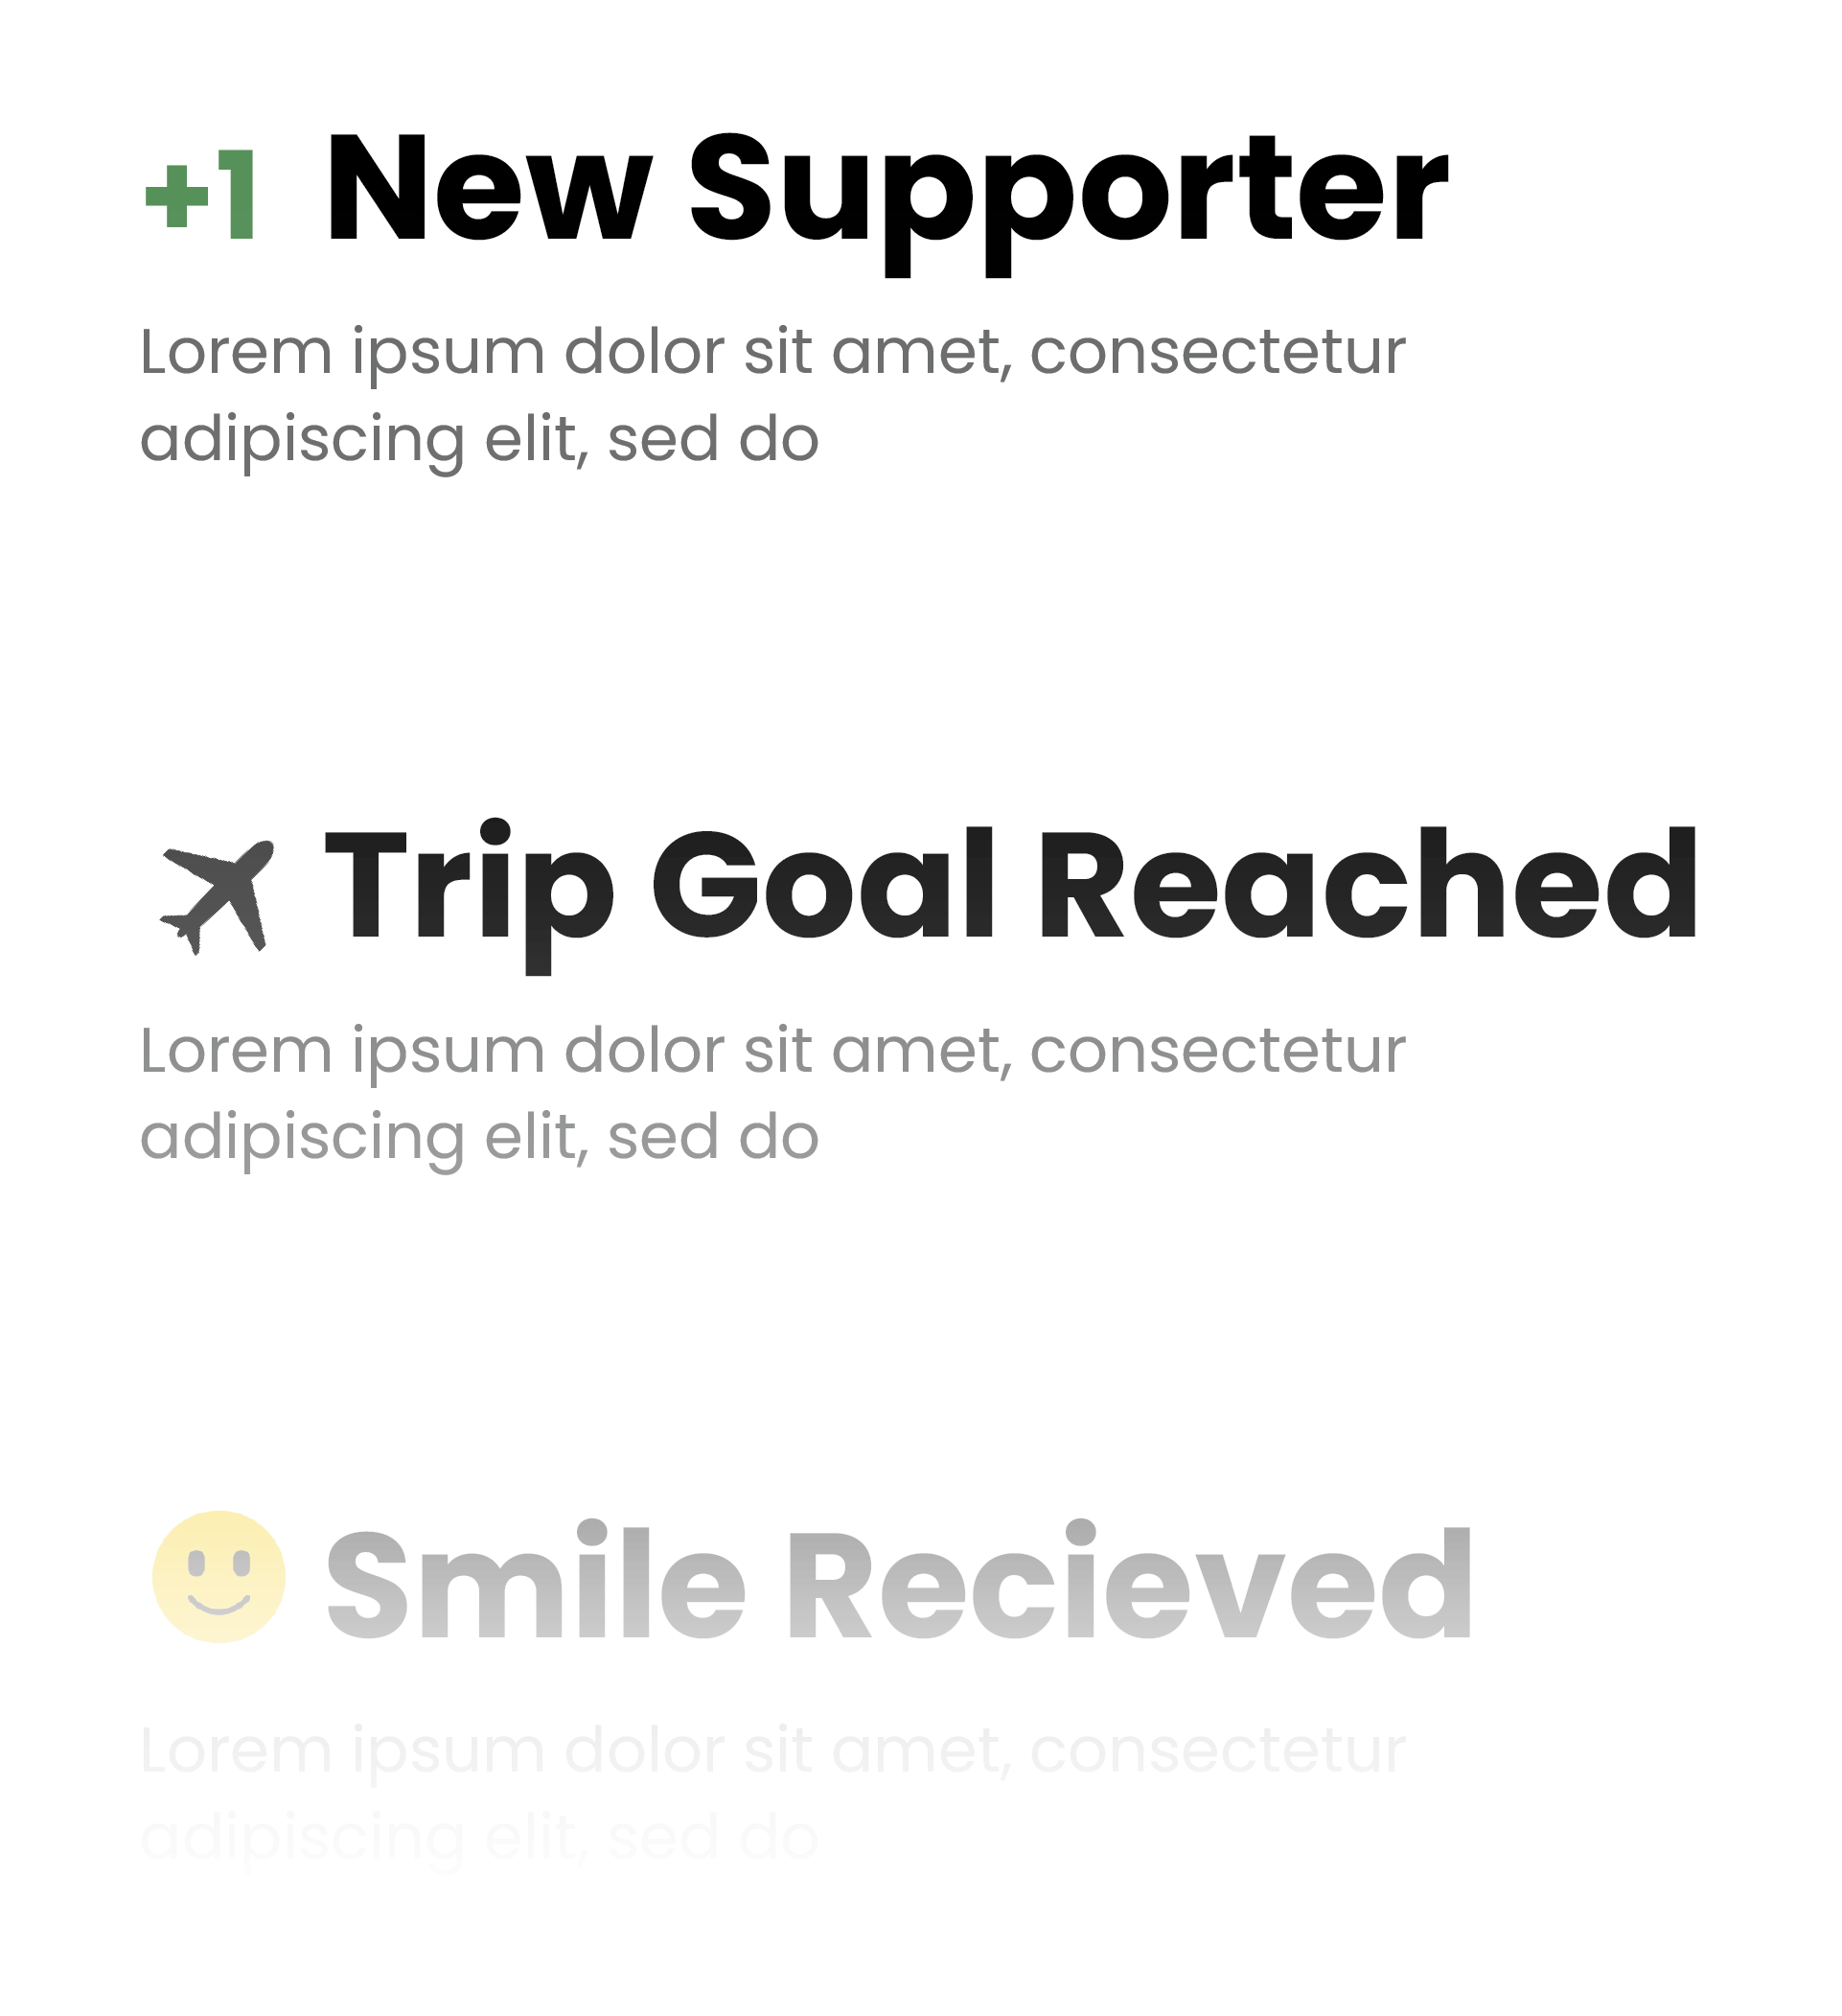 +1 New Supporter
Lorem ipsum dolor sit amet, consectetur
adipiscing elit, sed do
Trip Goal Reached
Lorem ipsum dolor sit amet, consectetur
adipiscing elit, sed do
Smile Recieved
Lorem ipsum dolor sit amet, consectetur
adipiscing elit, sed do